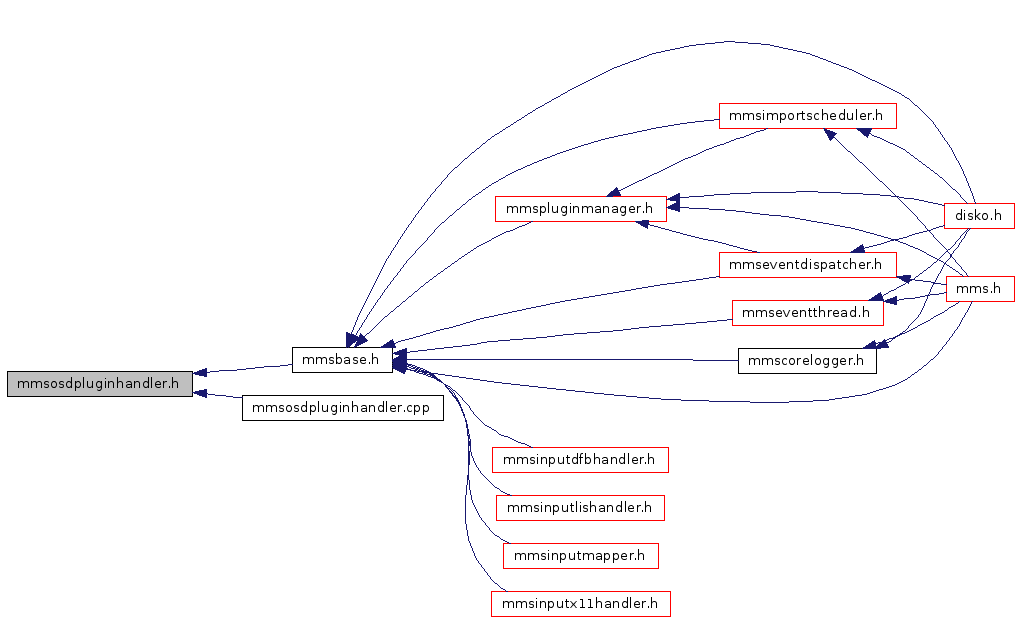 mmsimportscheduler.h
mmspluginmanager.h
disko.h
mmseventdispatcher.h
mms.h
mmseventthread.h
mmsbase.h
mmscorelogger.h
mmsosdpluginhandler.h
mmsosdpluginhandler.cpp
mmsinputdfbhandler.h
mmsinputlishandler.h
mmsinputmapper.h
mmsinputx11handler.h